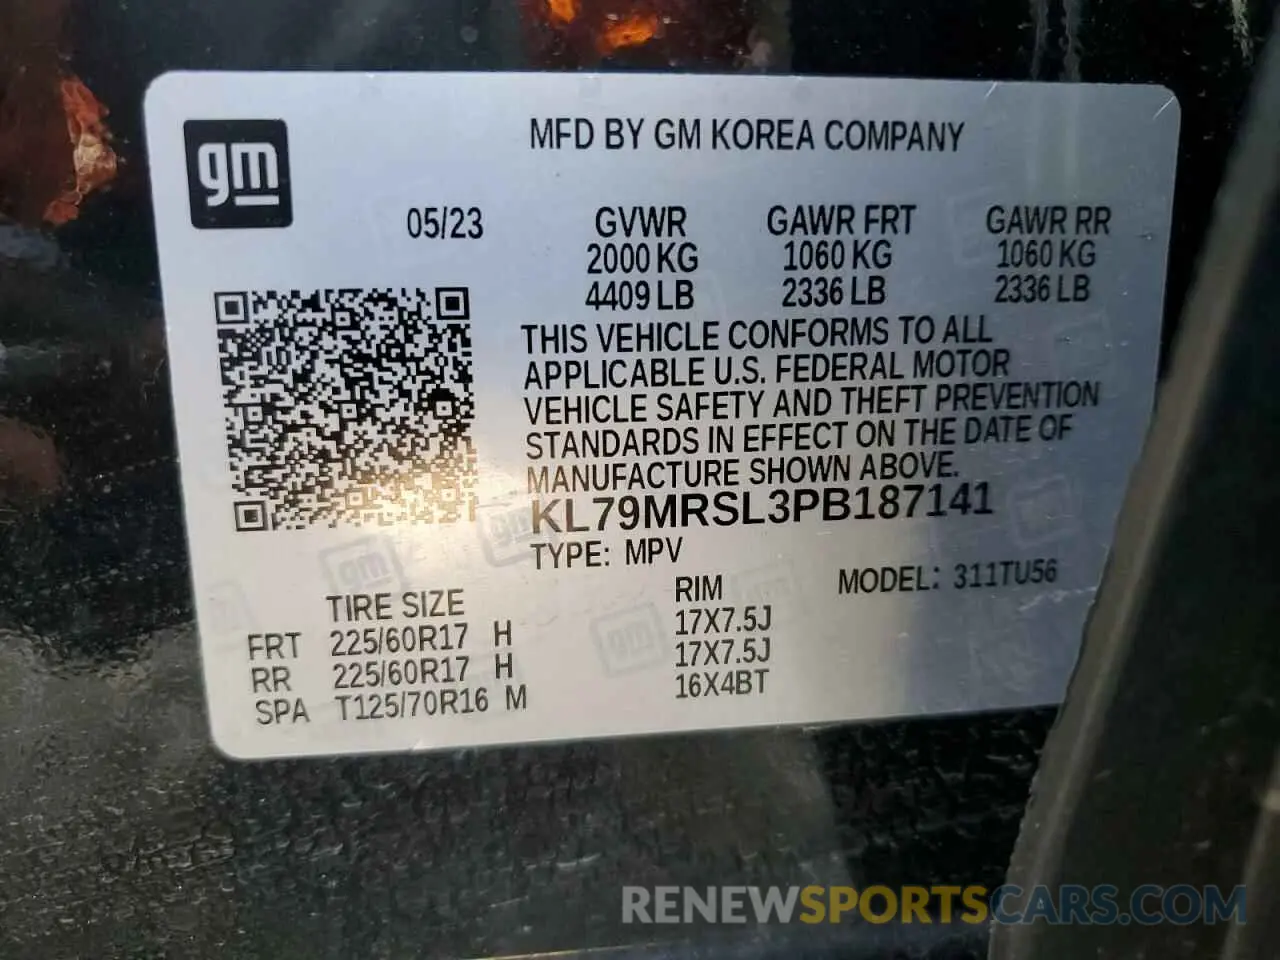 gm
MFD BY GM KOREA COMPANY
05/23
GVWR GAWR FRT GAWR RR
2000 KG 1060 KG 1060 KG
4409 LB 2336 LB 2336 LB
THIS VEHICLE CONFORMS TO ALL
APPLICABLE U.S. FEDERAL MOTOR
VEHICLE SAFETY AND THEFT PREVENTION
STANDARDS IN EFFECT ON THE DATE OF
MANUFACTURE SHOWN ABOVE.
KL79MRSL3PB187141
TYPE: MPV
MODEL: 311TU56
TIRE SIZE RIM
FRT 225/60R17 H 17X7.5J
RR 225/60R17 H 17X7.5J
SPA T125/70R16 M 16X4BT
gm
gm
RENEWSPORTSCARS.COM